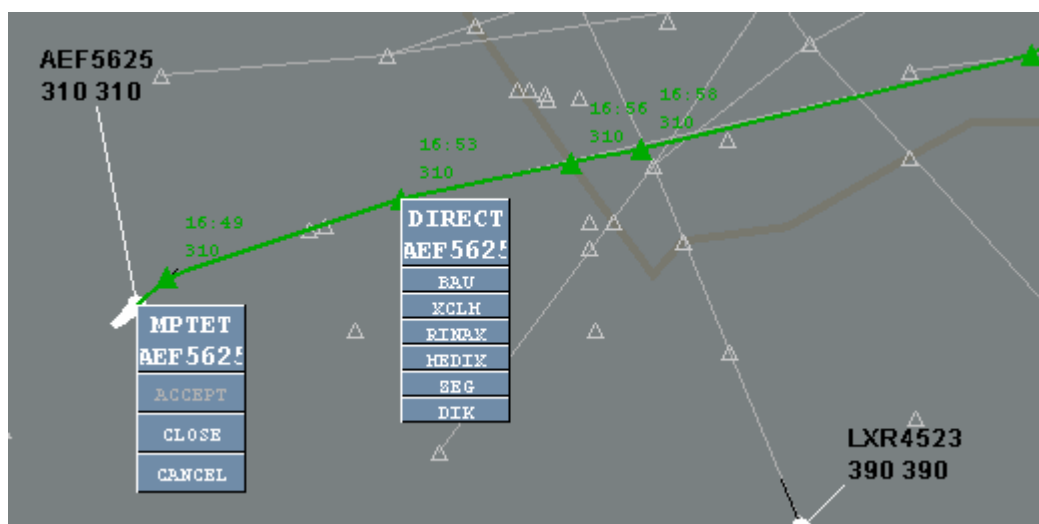 AEF5625
310 310
16:49
310
16:53
310
16:56
310
16:58
310
DIRECT
AEF5625
BAU
XCLH
RINAX
HEDIX
SEG
DIK
MPTET
AEF5625
ACCEPT
CLOSE
CANCEL
LXR4523
390 390